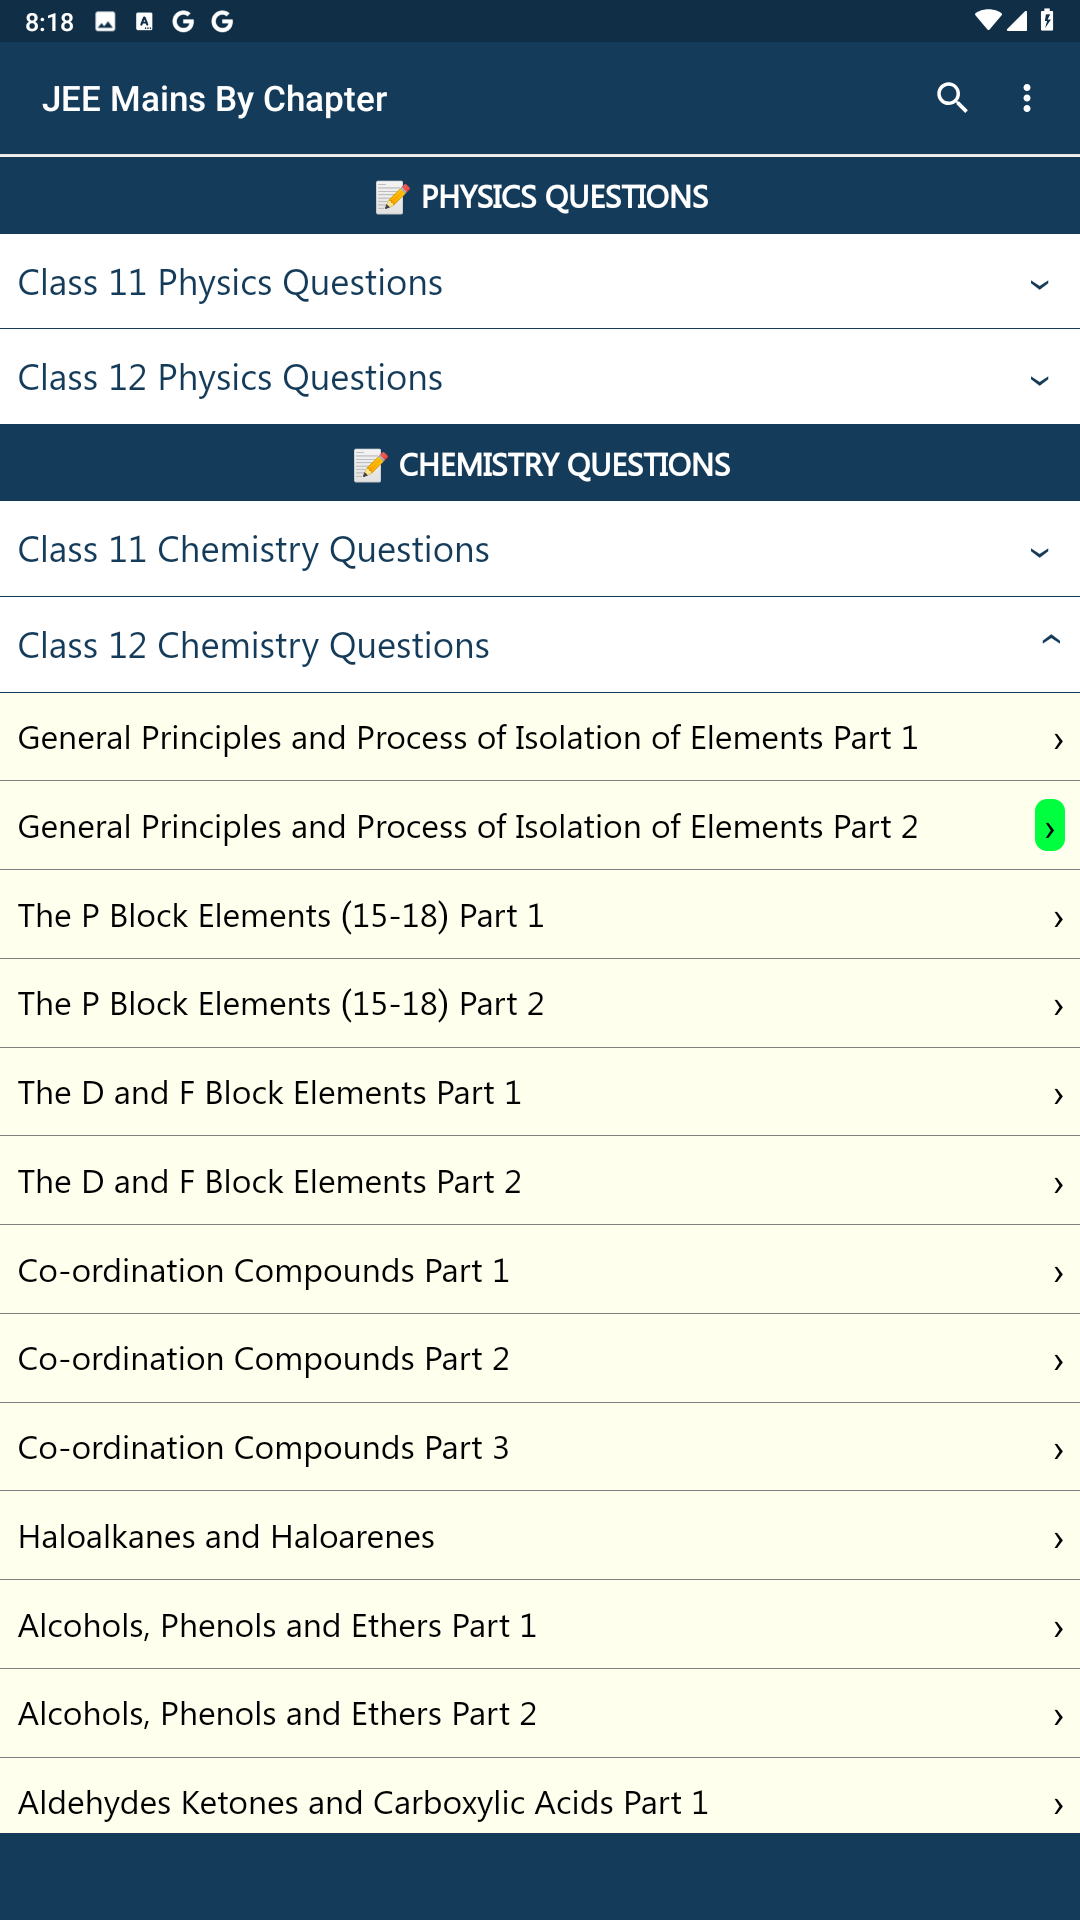 8:18
JEE Mains By Chapter
📝 PHYSICS QUESTIONS
Class 11 Physics Questions
Class 12 Physics Questions
📝 CHEMISTRY QUESTIONS
Class 11 Chemistry Questions
Class 12 Chemistry Questions
General Principles and Process of Isolation of Elements Part 1
General Principles and Process of Isolation of Elements Part 2
The P Block Elements (15-18) Part 1
The P Block Elements (15-18) Part 2
The D and F Block Elements Part 1
The D and F Block Elements Part 2
Co-ordination Compounds Part 1
Co-ordination Compounds Part 2
Co-ordination Compounds Part 3
Haloalkanes and Haloarenes
Alcohols, Phenols and Ethers Part 1
Alcohols, Phenols and Ethers Part 2
Aldehydes Ketones and Carboxylic Acids Part 1